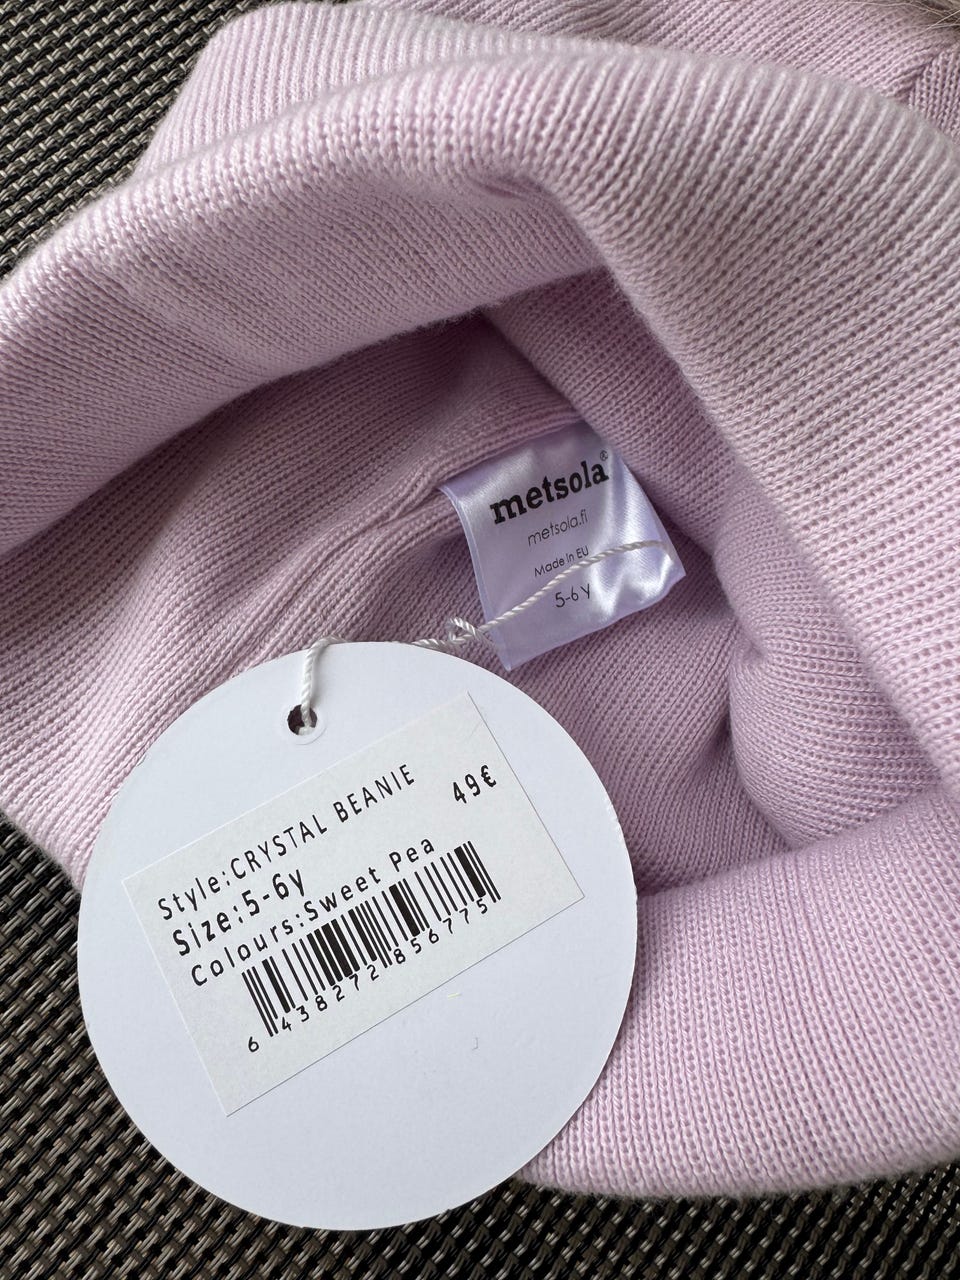 metsola®
metsola.fi
Made in EU
5-6 y
Style:CRYSTAL BEANIE
49€
Size:5-6y
Colours:Sweet Pea
6 438272 856775